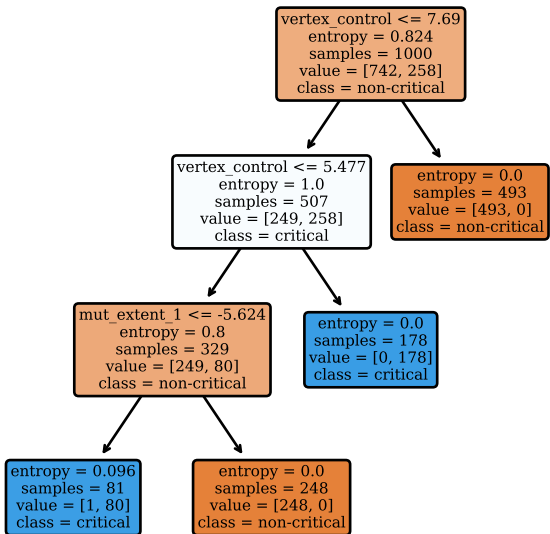 vertex_control <= 7.69
entropy = 0.824
samples = 1000
value = [742, 258]
class = non-critical
vertex_control <= 5.477
entropy = 1.0
samples = 507
value = [249, 258]
class = critical
entropy = 0.0
samples = 493
value = [493, 0]
class = non-critical
mut_extent_1 <= -5.624
entropy = 0.8
samples = 329
value = [249, 80]
class = non-critical
entropy = 0.0
samples = 178
value = [0, 178]
class = critical
entropy = 0.096
samples = 81
value = [1, 80]
class = critical
entropy = 0.0
samples = 248
value = [248, 0]
class = non-critical